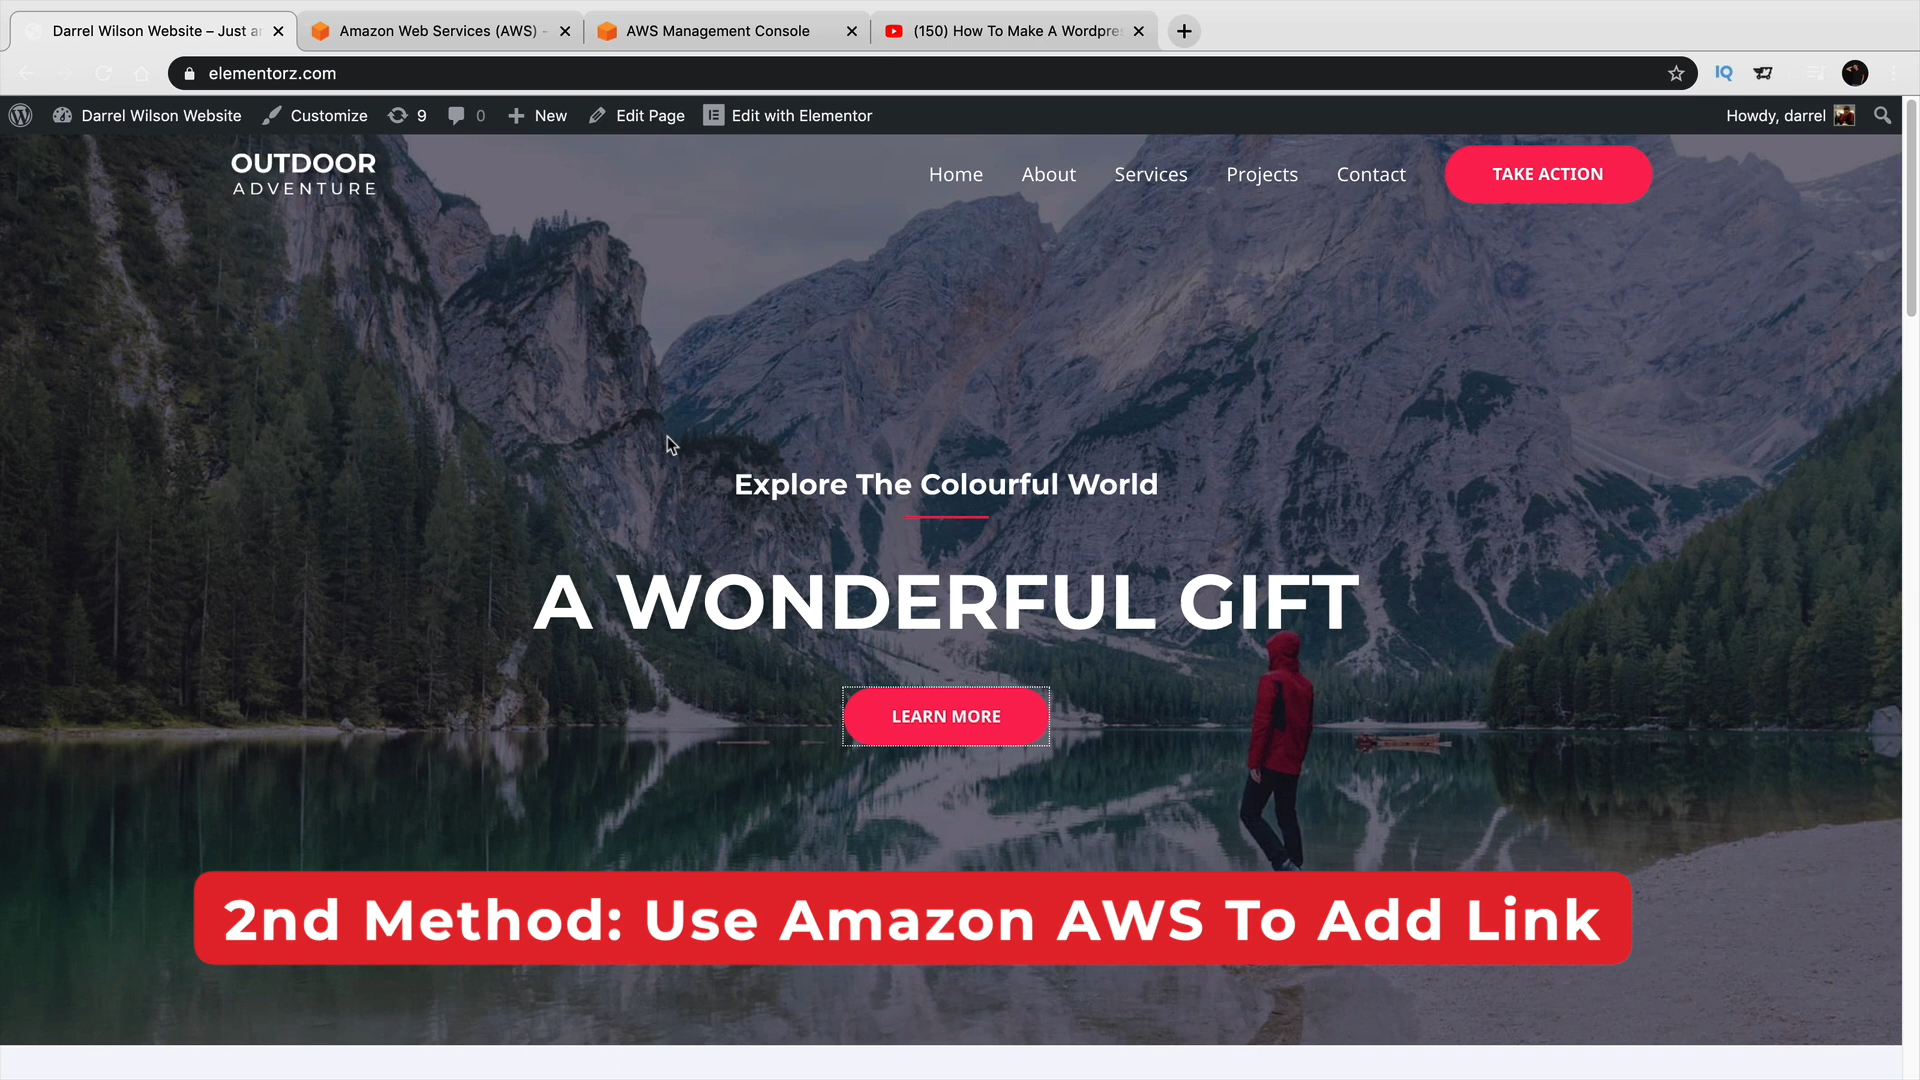 Darrel Wilson Website – Just a
Amazon Web Services (AWS) -
AWS Management Console
(150) How To Make A Wordpre
elementorz.com
IQ
Darrel Wilson Website
Customize
9
0
New
Edit Page
Edit with Elementor
Howdy, darrel
OUTDOOR
ADVENTURE
Home
About
Services
Projects
Contact
TAKE ACTION
Explore The Colourful World
A WONDERFUL GIFT
LEARN MORE
2nd Method: Use Amazon AWS To Add Link